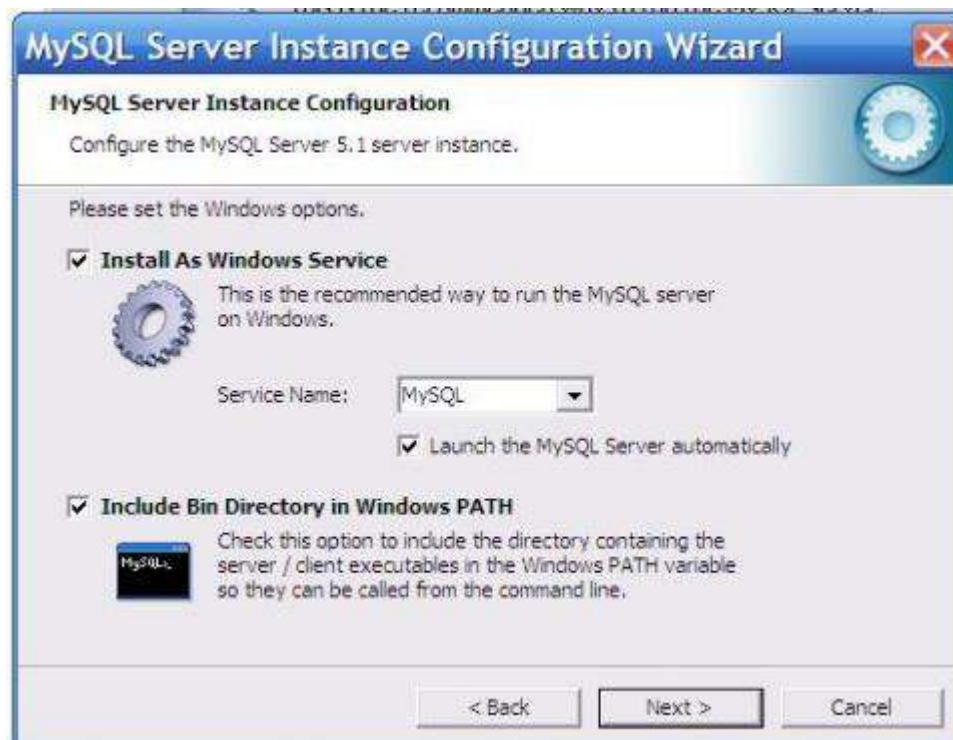 MySQL Server Instance Configuration Wizard
MySQL Server Instance Configuration
Configure the MySQL Server 5.1 server instance.
Please set the Windows options.
Install As Windows Service
This is the recommended way to run the MySQL server
on Windows.
Service Name:
MySQL
Launch the MySQL Server automatically
Include Bin Directory in Windows PATH
Check this option to include the directory containing the
server / client executables in the Windows PATH variable
so they can be called from the command line.
MySQL>_
< Back
Next >
Cancel